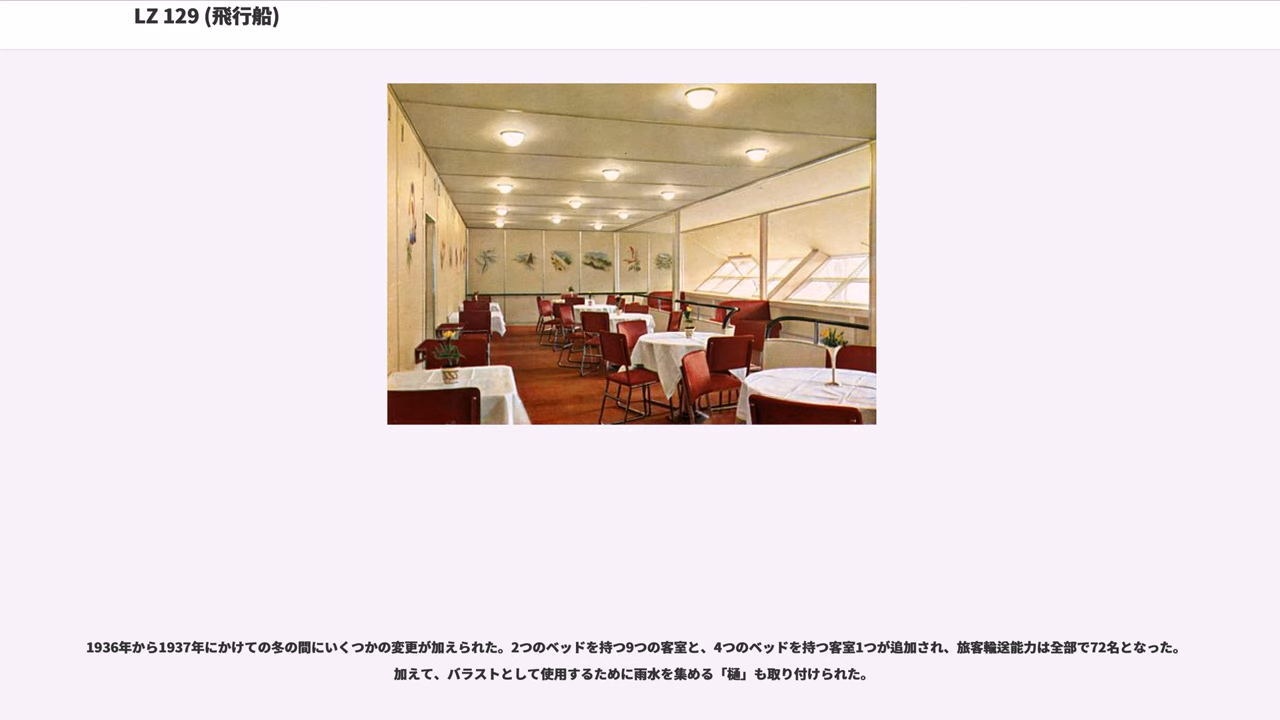 LZ 129 (飛行船)
1936年から1937年にかけての冬の間にいくつかの変更が加えられた。2つのベッドを持つ9つの客室と、4つのベッドを持つ客室1つが追加され、旅客輸送能力は全部で72名となった。
加えて、バラストとして使用するために雨水を集める「樋」も取り付けられた。